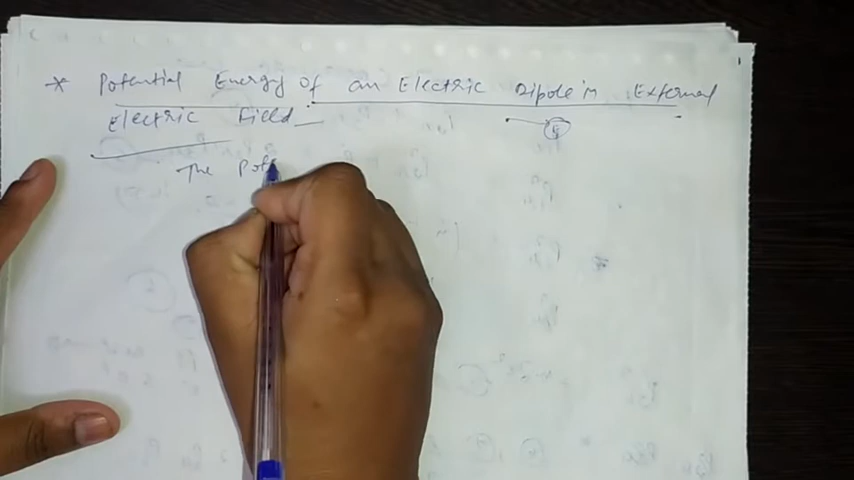 * Potential Energy of an Electric Dipole in External
Electric Field
The Pot